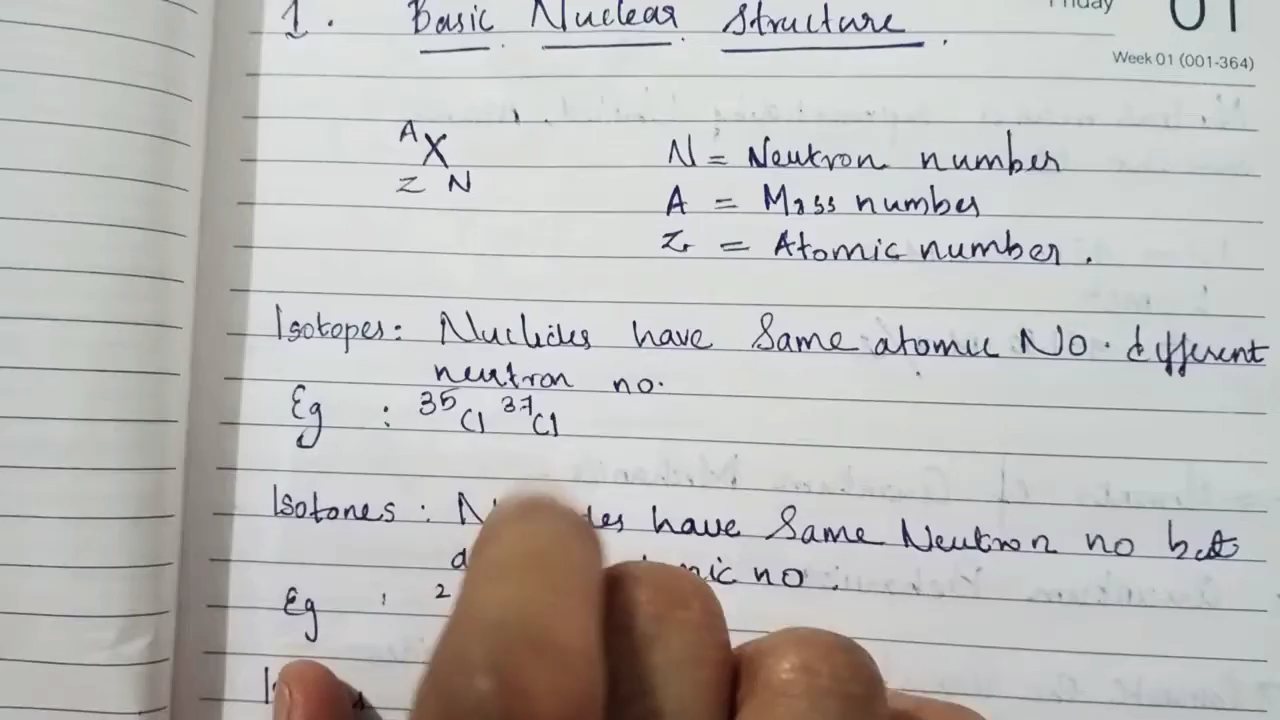 Friday 01
1. Basic Nuclear Structure.
Week 01 (001-364)
A
X
Z N
N = Neutron number
A = Mass number
Z = Atomic number.
Isotopes: Nuclides have Same atomic No. different
neutron no.
Eg : 35Cl 37Cl
Isotones: have Same Neutron no but
no.
Eg : 2